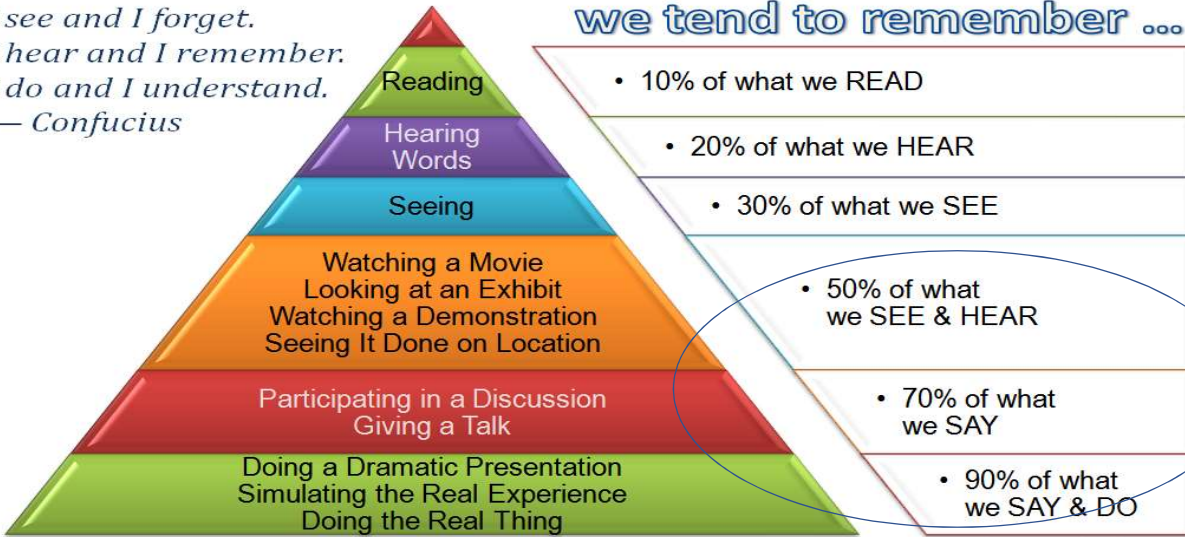 see and I forget.
hear and I remember.
do and I understand.
— Confucius
we tend to remember ...
Reading
• 10% of what we READ
Hearing
Words
• 20% of what we HEAR
Seeing
• 30% of what we SEE
Watching a Movie
Looking at an Exhibit
Watching a Demonstration
Seeing It Done on Location
• 50% of what
we SEE & HEAR
Participating in a Discussion
Giving a Talk
• 70% of what
we SAY
Doing a Dramatic Presentation
Simulating the Real Experience
Doing the Real Thing
• 90% of what
we SAY & DO